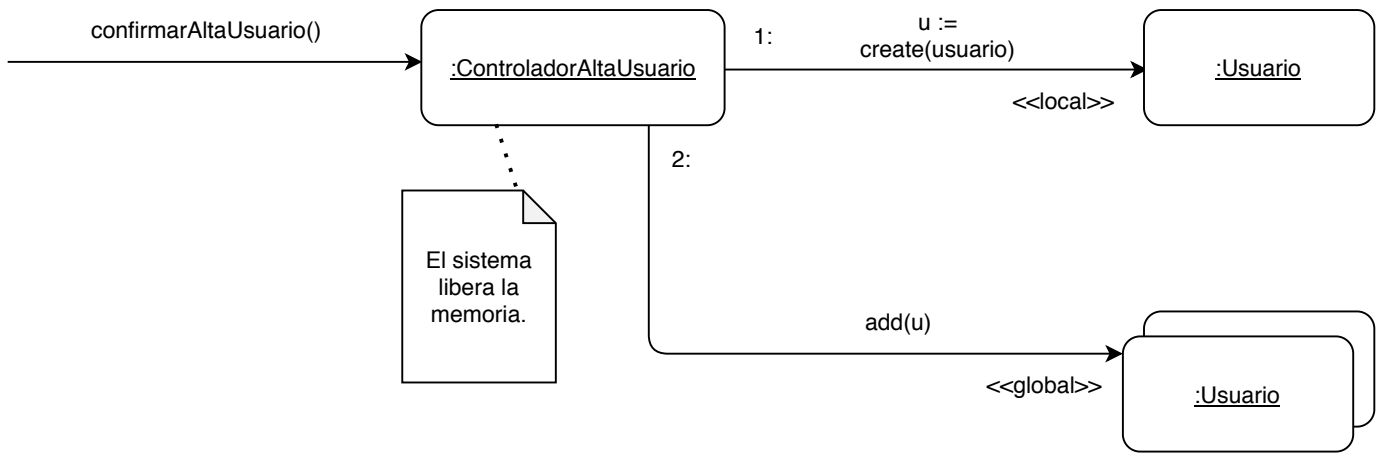 confirmarAltaUsuario()
:ControladorAltaUsuario
1:
u :=
create(usuario)
<<local>>
:Usuario
2:
El sistema
libera la
memoria.
add(u)
<<global>>
:Usuario